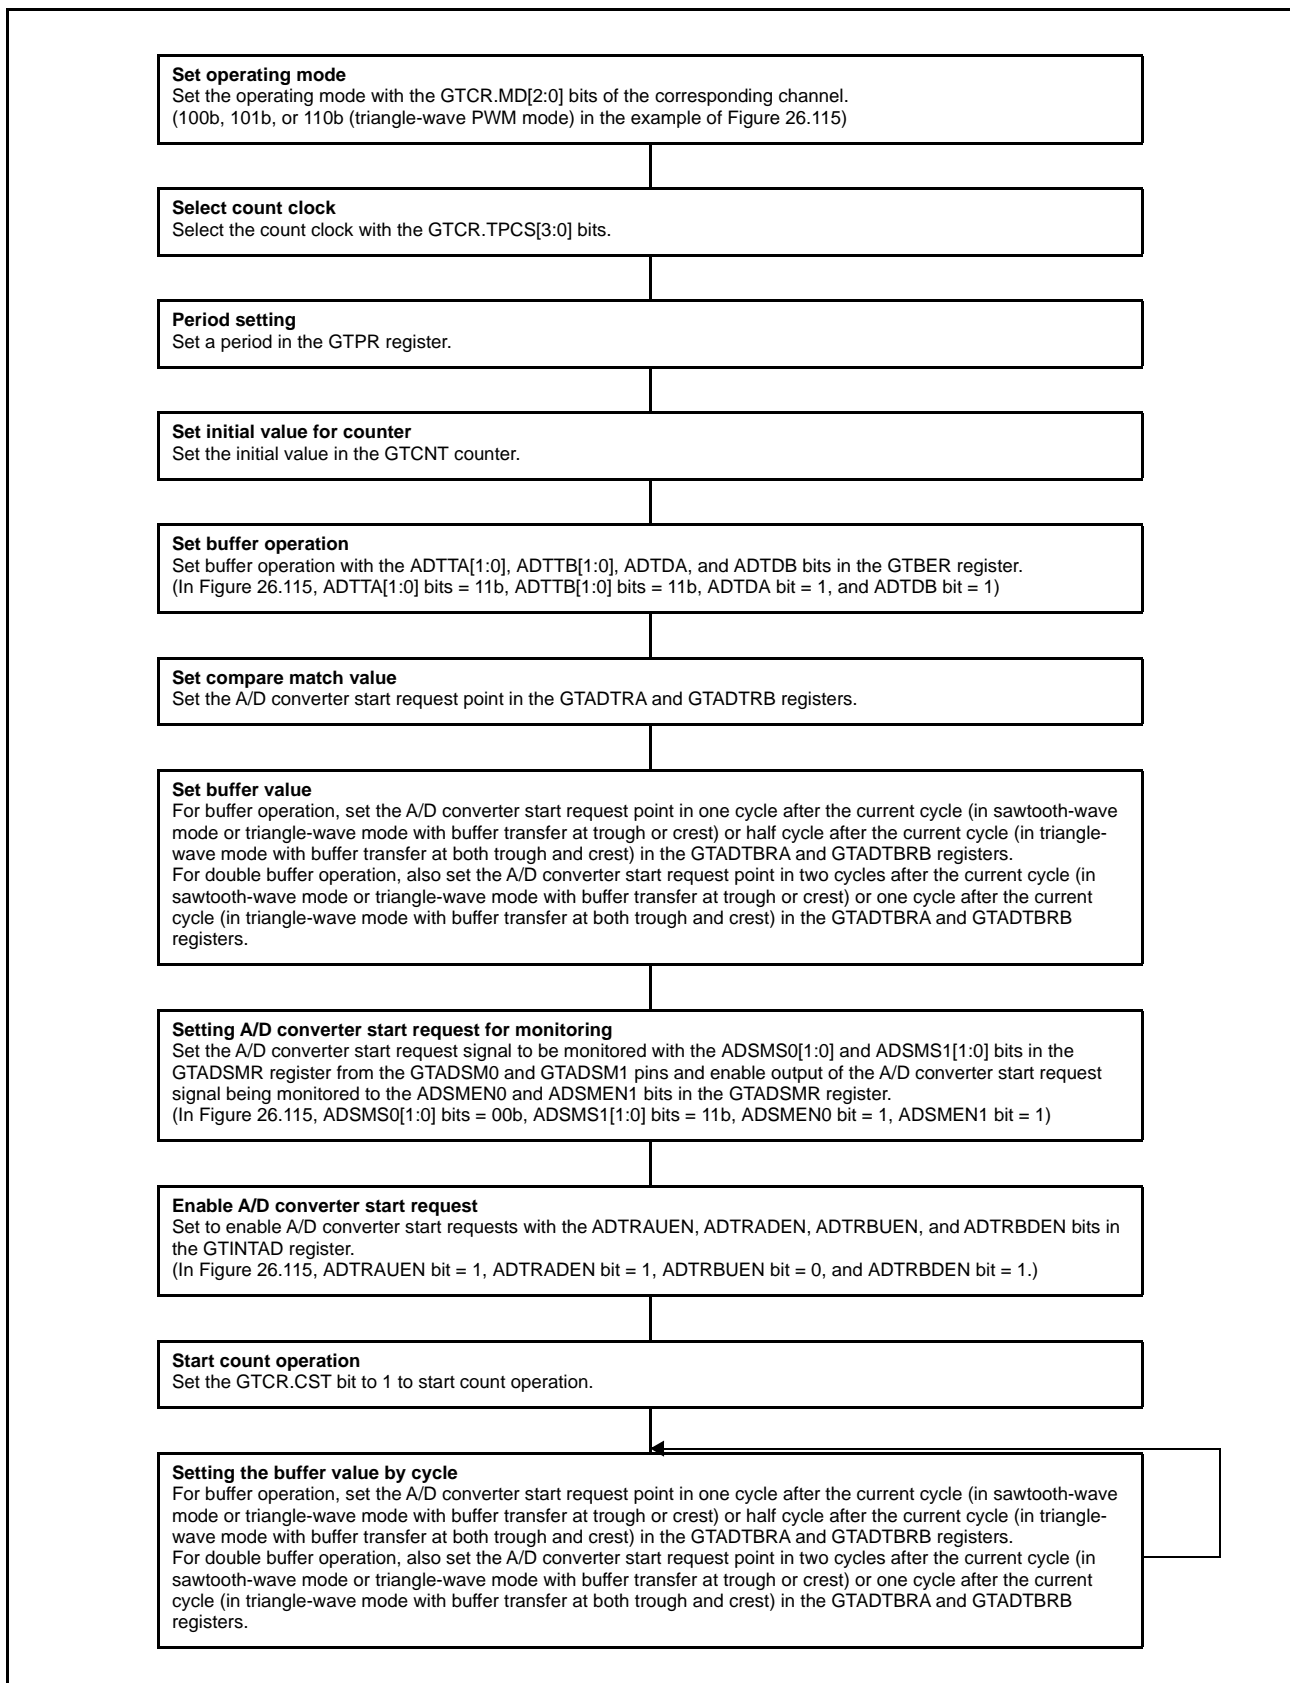 Set operating mode
Set the operating mode with the GTCR.MD[2:0] bits of the corresponding channel.
(100b, 101b, or 110b (triangle-wave PWM mode) in the example of Figure 26.115)
Select count clock
Select the count clock with the GTCR.TPCS[3:0] bits.
Period setting
Set a period in the GTPR register.
Set initial value for counter
Set the initial value in the GTCNT counter.
Set buffer operation
Set buffer operation with the ADTTA[1:0], ADTTB[1:0], ADTDA, and ADTDB bits in the GTBER register.
(In Figure 26.115, ADTTA[1:0] bits = 11b, ADTTB[1:0] bits = 11b, ADTDA bit = 1, and ADTDB bit = 1)
Set compare match value
Set the A/D converter start request point in the GTADTRA and GTADTRB registers.
Set buffer value
For buffer operation, set the A/D converter start request point in one cycle after the current cycle (in sawtooth-wave
mode or triangle-wave mode with buffer transfer at trough or crest) or half cycle after the current cycle (in triangle-
wave mode with buffer transfer at both trough and crest) in the GTADTBRA and GTADTBRB registers.
For double buffer operation, also set the A/D converter start request point in two cycles after the current cycle (in
sawtooth-wave mode or triangle-wave mode with buffer transfer at trough or crest) or one cycle after the current
cycle (in triangle-wave mode with buffer transfer at both trough and crest) in the GTADTBRA and GTADTBRB
registers.
Setting A/D converter start request for monitoring
Set the A/D converter start request signal to be monitored with the ADSMS0[1:0] and ADSMS1[1:0] bits in the
GTADSMR register from the GTADSM0 and GTADSM1 pins and enable output of the A/D converter start request
signal being monitored to the ADSMEN0 and ADSMEN1 bits in the GTADSMR register.
(In Figure 26.115, ADSMS0[1:0] bits = 00b, ADSMS1[1:0] bits = 11b, ADSMEN0 bit = 1, ADSMEN1 bit = 1)
Enable A/D converter start request
Set to enable A/D converter start requests with the ADTRAUEN, ADTRADEN, ADTRBUEN, and ADTRBDEN bits in
the GTINTAD register.
(In Figure 26.115, ADTRAUEN bit = 1, ADTRADEN bit = 1, ADTRBUEN bit = 0, and ADTRBDEN bit = 1.)
Start count operation
Set the GTCR.CST bit to 1 to start count operation.
Setting the buffer value by cycle
For buffer operation, set the A/D converter start request point in one cycle after the current cycle (in sawtooth-wave
mode or triangle-wave mode with buffer transfer at trough or crest) or half cycle after the current cycle (in triangle-
wave mode with buffer transfer at both trough and crest) in the GTADTBRA and GTADTBRB registers.
For double buffer operation, also set the A/D converter start request point in two cycles after the current cycle (in
sawtooth-wave mode or triangle-wave mode with buffer transfer at trough or crest) or one cycle after the current
cycle (in triangle-wave mode with buffer transfer at both trough and crest) in the GTADTBRA and GTADTBRB
registers.